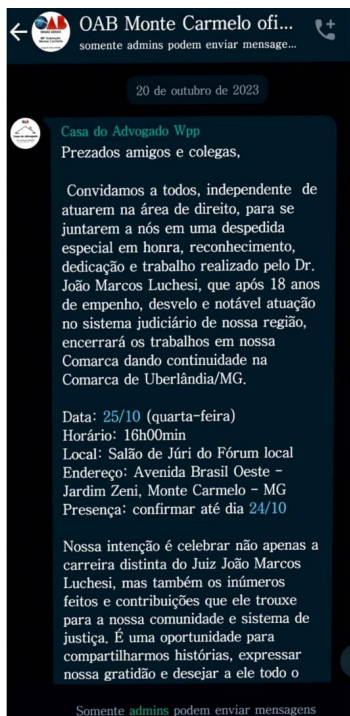 OAB Monte Carmelo ofi...
somente admins podem enviar mensage...
20 de outubro de 2023
Casa do Advogado Wpp
Prezados amigos e colegas,
Convidamos a todos, independente de
atuarem na área de direito, para se
juntarem a nós em uma despedida
especial em honra, reconhecimento,
dedicação e trabalho realizado pelo Dr.
João Marcos Luchesi, que após 18 anos
de empenho, desvelo e notável atuação
no sistema judiciário de nossa região,
encerrará os trabalhos em nossa
Comarca dando continuidade na
Comarca de Uberlândia/MG.
Data: 25/10 (quarta-feira)
Horário: 16h00min
Local: Salão de Júri do Fórum local
Endereço: Avenida Brasil Oeste -
Jardim Zeni, Monte Carmelo - MG
Presença: confirmar até dia 24/10
Nossa intenção é celebrar não apenas a
carreira distinta do Juiz João Marcos
Luchesi, mas também os inúmeros
feitos e contribuições que ele trouxe
para a nossa comunidade e sistema de
justiça. É uma oportunidade para
compartilharmos histórias, expressar
nossa gratidão e desejar a ele todo o
Somente admins podem enviar mensagens